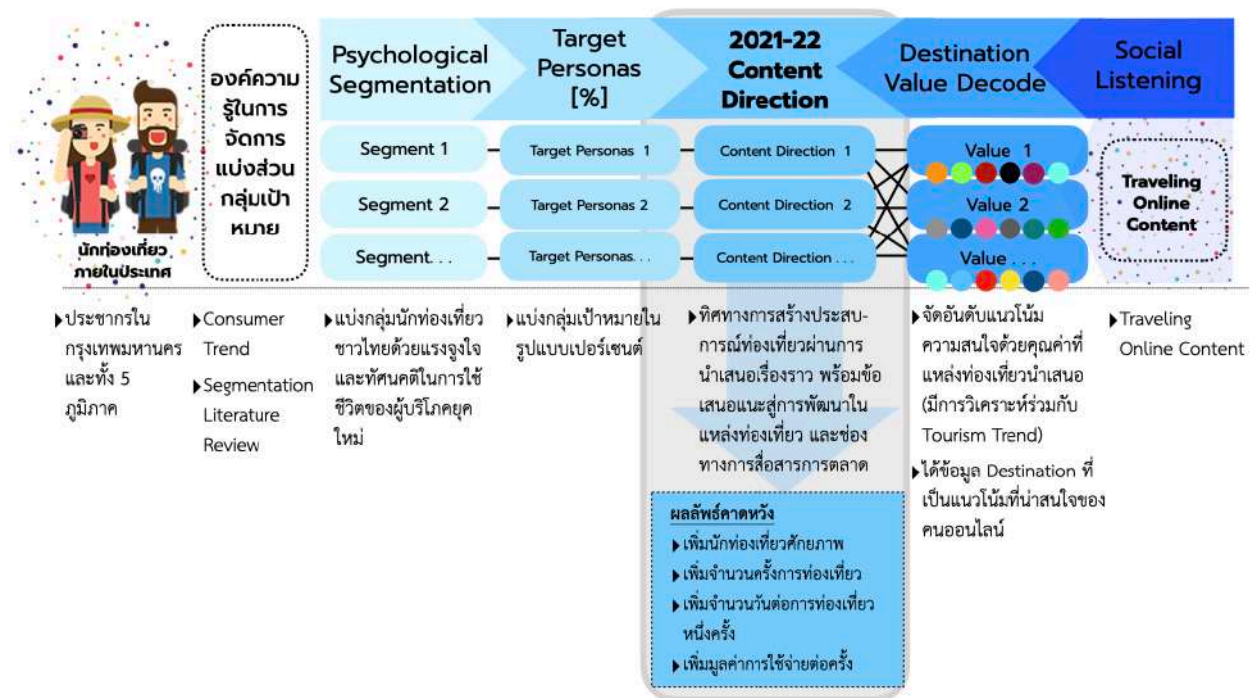 นักท่องเที่ยว
ภายในประเทศ
องค์ความ
รู้ในการ
จัดการ
แบ่งส่วน
กลุ่มเป้า
หมาย
Psychological
Segmentation
Target
Personas
[%]
2021-22
Content
Direction
Destination
Value Decode
Social
Listening
Segment 1
Target Personas 1
Content Direction 1
Value 1
Segment 2
Target Personas 2
Content Direction 2
Value 2
Segment. . .
Target Personas. . .
Content Direction . . .
Value . . .
Traveling
Online
Content
ประชากรใน
กรุงเทพมหานคร
และทั้ง 5
ภูมิภาค
Consumer
Trend
Segmentation
Literature
Review
แบ่งกลุ่มนักท่องเที่ยว
ชาวไทยด้วยแรงจูงใจ
และทัศนคติในการใช้
ชีวิตของผู้บริโภคยุค
ใหม่
แบ่งกลุ่มเป้าหมายใน
รูปแบบเปอร์เซนต์
ทิศทางการสร้างประสบ-
การณ์ท่องเที่ยวผ่านการ
นำเสนอเรื่องราว พร้อมข้อ
เสนอแนะสู่การพัฒนาใน
แหล่งท่องเที่ยว และช่อง
ทางการสื่อสารการตลาด
ผลลัพธ์คาดหวัง
เพิ่มนักท่องเที่ยวศักยภาพ
เพิ่มจำนวนครั้งการท่องเที่ยว
เพิ่มจำนวนวันต่อการท่องเที่ยว
หนึ่งครั้ง
เพิ่มมูลค่าการใช้จ่ายต่อครั้ง
จัดอันดับแนวโน้ม
ความสนใจด้วยคุณค่าที่
แหล่งท่องเที่ยวนำเสนอ
(มีการวิเคราะห์ร่วมกับ
Tourism Trend)
ได้ข้อมูล Destination ที่
เป็นแนวโน้มที่น่าสนใจของ
คนออนไลน์
Traveling
Online Content